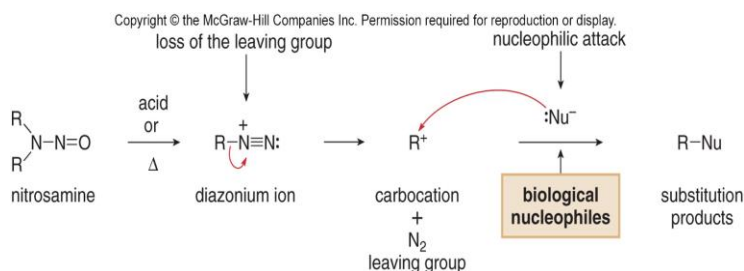 Copyright © the McGraw-Hill Companies Inc. Permission required for reproduction or display.
loss of the leaving group
nucleophilic attack
acid
or
Δ
R
R
N–N=O
R–N⁺≡N:
R⁺
:Nu⁻
R–Nu
nitrosamine
diazonium ion
carbocation
+
N₂
leaving group
biological
nucleophiles
substitution
products